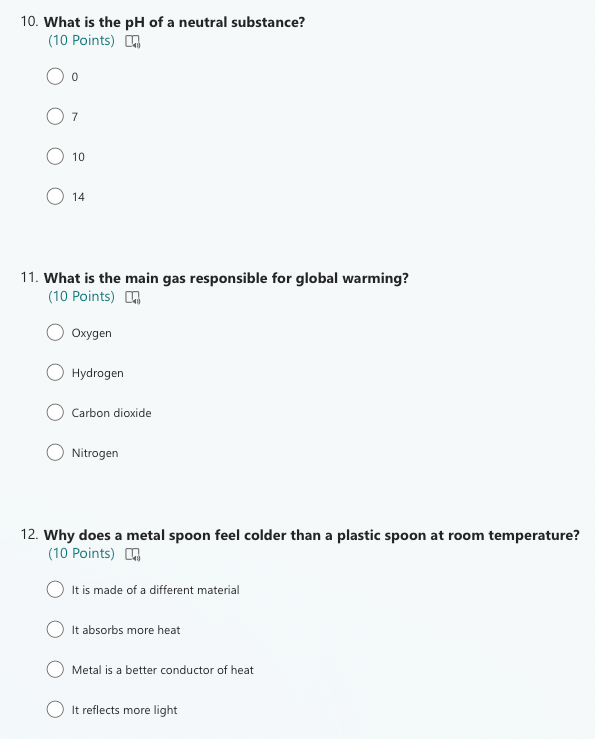 10. What is the pH of a neutral substance?
(10 Points)
0
7
10
14
11. What is the main gas responsible for global warming?
(10 Points)
Oxygen
Hydrogen
Carbon dioxide
Nitrogen
12. Why does a metal spoon feel colder than a plastic spoon at room temperature?
(10 Points)
It is made of a different material
It absorbs more heat
Metal is a better conductor of heat
It reflects more light